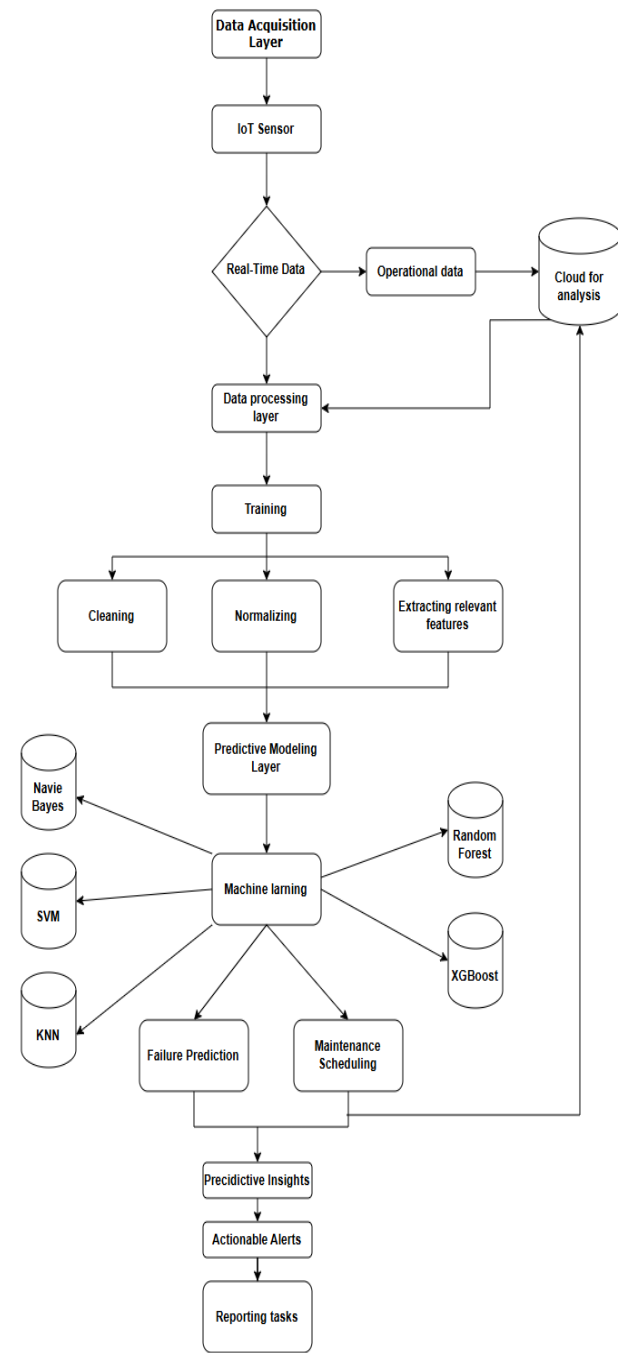 Data Acquisition
Layer
IoT Sensor
Real-Time Data
Operational data
Cloud for
analysis
Data processing
layer
Training
Cleaning
Normalizing
Extracting relevant
features
Predictive Modeling
Layer
Navie
Bayes
Random
Forest
Machine larning
SVM
XGBoost
KNN
Failure Prediction
Maintenance
Scheduling
Precidictive Insights
Actionable Alerts
Reporting tasks